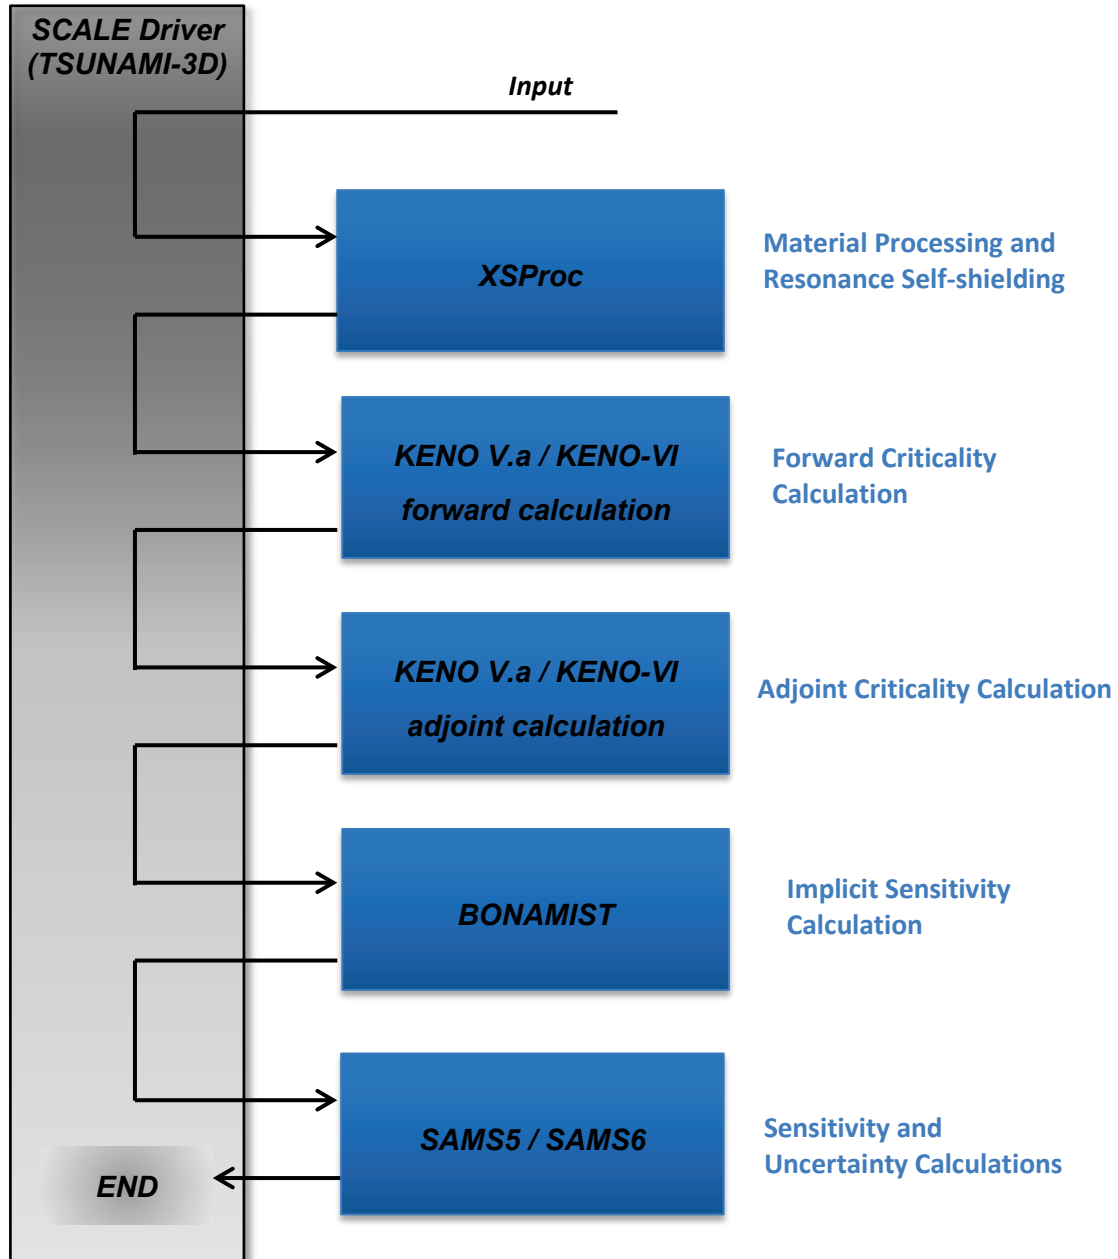 SCALE Driver
(TSUNAMI-3D)
Input
XSProc
Material Processing and
Resonance Self-shielding
KENO V.a / KENO-VI
forward calculation
Forward Criticality
Calculation
KENO V.a / KENO-VI
adjoint calculation
Adjoint Criticality Calculation
BONAMIST
Implicit Sensitivity
Calculation
SAMS5 / SAMS6
Sensitivity and
Uncertainty Calculations
END